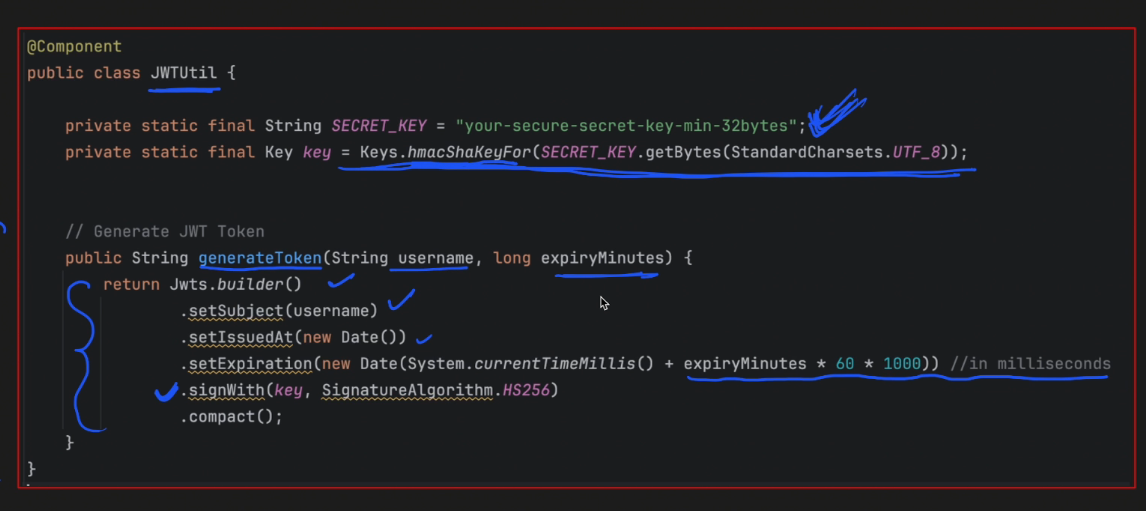 @Component
public class JWTUtil {
private static final String SECRET_KEY = "your-secure-secret-key-min-32bytes";
private static final Key key = Keys.hmacShaKeyFor(SECRET_KEY.getBytes(StandardCharsets.UTF_8));
// Generate JWT Token
public String generateToken(String username, long expiryMinutes) {
return Jwts.builder()
.setSubject(username)
.setIssuedAt(new Date())
.setExpiration(new Date(System.currentTimeMillis() + expiryMinutes * 60 * 1000)) //in milliseconds
.signWith(key, SignatureAlgorithm.HS256)
.compact();
}
}